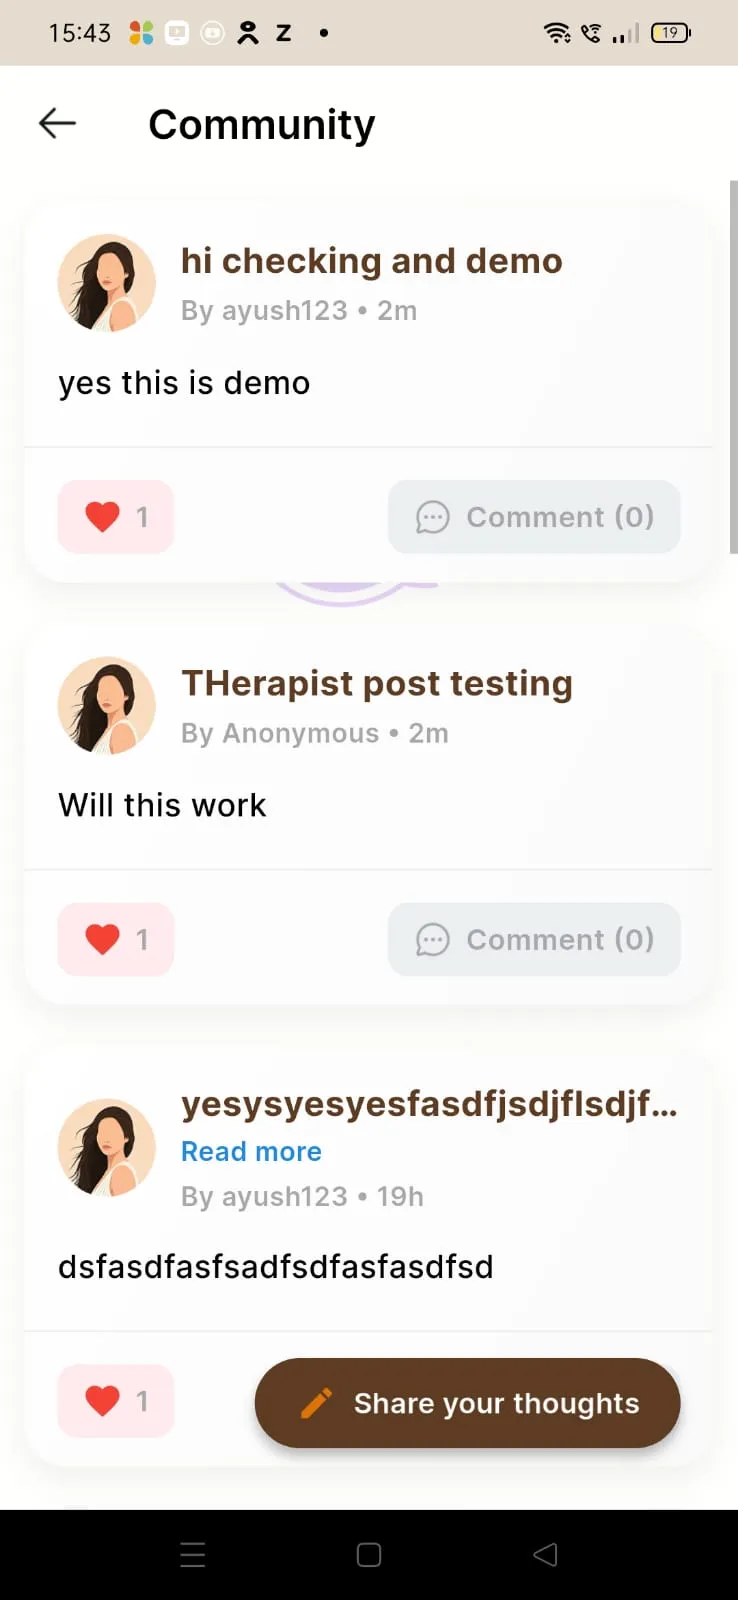 15:43 Z 19
Community
hi checking and demo
By ayush123 • 2m
yes this is demo
1 Comment (0)
THerapist post testing
By Anonymous • 2m
Will this work
1 Comment (0)
yesysyesyesfasdfjsdjflsdjf...
Read more
By ayush123 • 19h
dsfasdfasfsadfsdfasfasdfsd
1 Share your thoughts